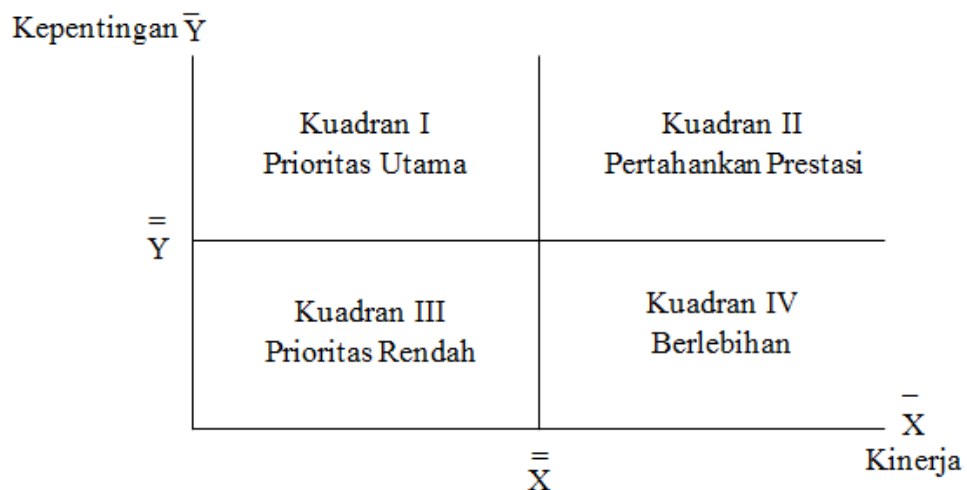 Kepentingan Y̅
Kuadran I
Prioritas Utama
Kuadran II
Pertahankan Prestasi
Y̿
Kuadran III
Prioritas Rendah
Kuadran IV
Berlebihan
X̅
Kinerja
X̿